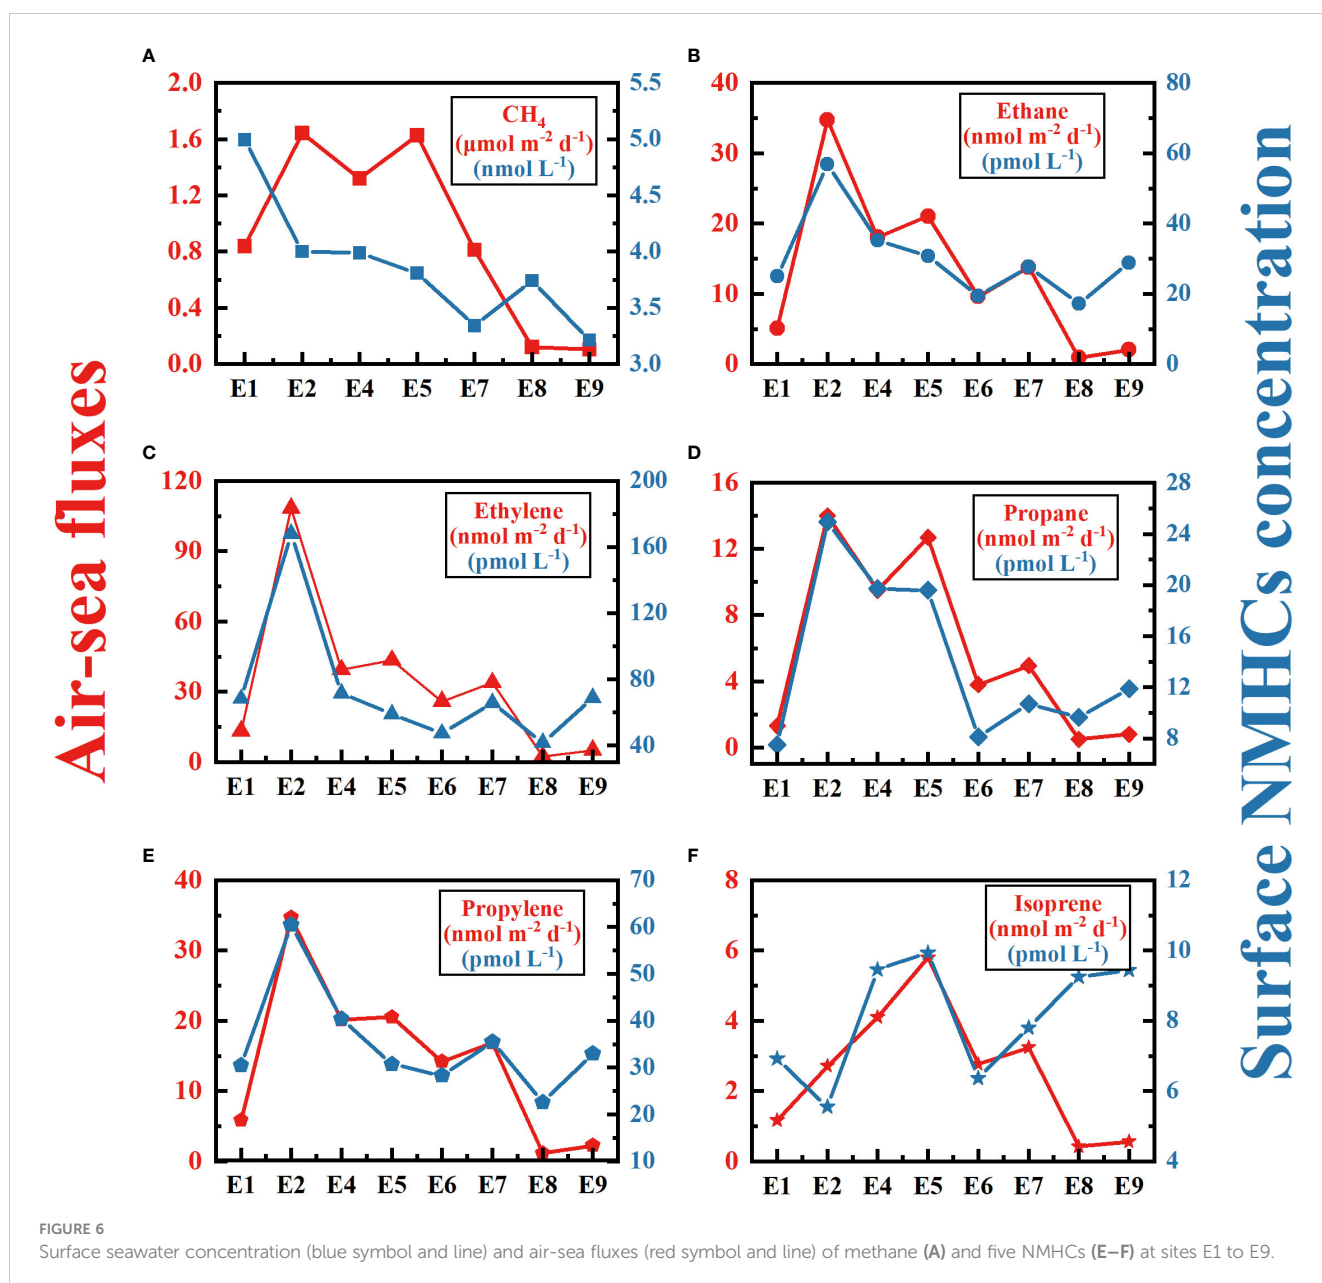 Air-sea fluxes
Surface NMHCs concentration
A
2.0
1.6
1.2
0.8
0.4
0.0
5.5
5.0
4.5
4.0
3.5
3.0
CH4
(μmol m-2 d-1)
(nmol L-1)
E1 E2 E4 E5 E7 E8 E9
B
40
30
20
10
0
80
60
40
20
0
Ethane
(nmol m-2 d-1)
(pmol L-1)
E1 E2 E4 E5 E6 E7 E8 E9
C
120
90
60
30
0
200
160
120
80
40
Ethylene
(nmol m-2 d-1)
(pmol L-1)
E1 E2 E4 E5 E6 E7 E8 E9
D
16
12
8
4
0
28
24
20
16
12
8
Propane
(nmol m-2 d-1)
(pmol L-1)
E1 E2 E4 E5 E6 E7 E8 E9
E
40
30
20
10
0
70
60
50
40
30
20
10
Propylene
(nmol m-2 d-1)
(pmol L-1)
E1 E2 E4 E5 E6 E7 E8 E9
F
8
6
4
2
0
12
10
8
6
4
Isoprene
(nmol m-2 d-1)
(pmol L-1)
E1 E2 E4 E5 E6 E7 E8 E9
FIGURE 6
Surface seawater concentration (blue symbol and line) and air-sea fluxes (red symbol and line) of methane (A) and five NMHCs (E–F) at sites E1 to E9.